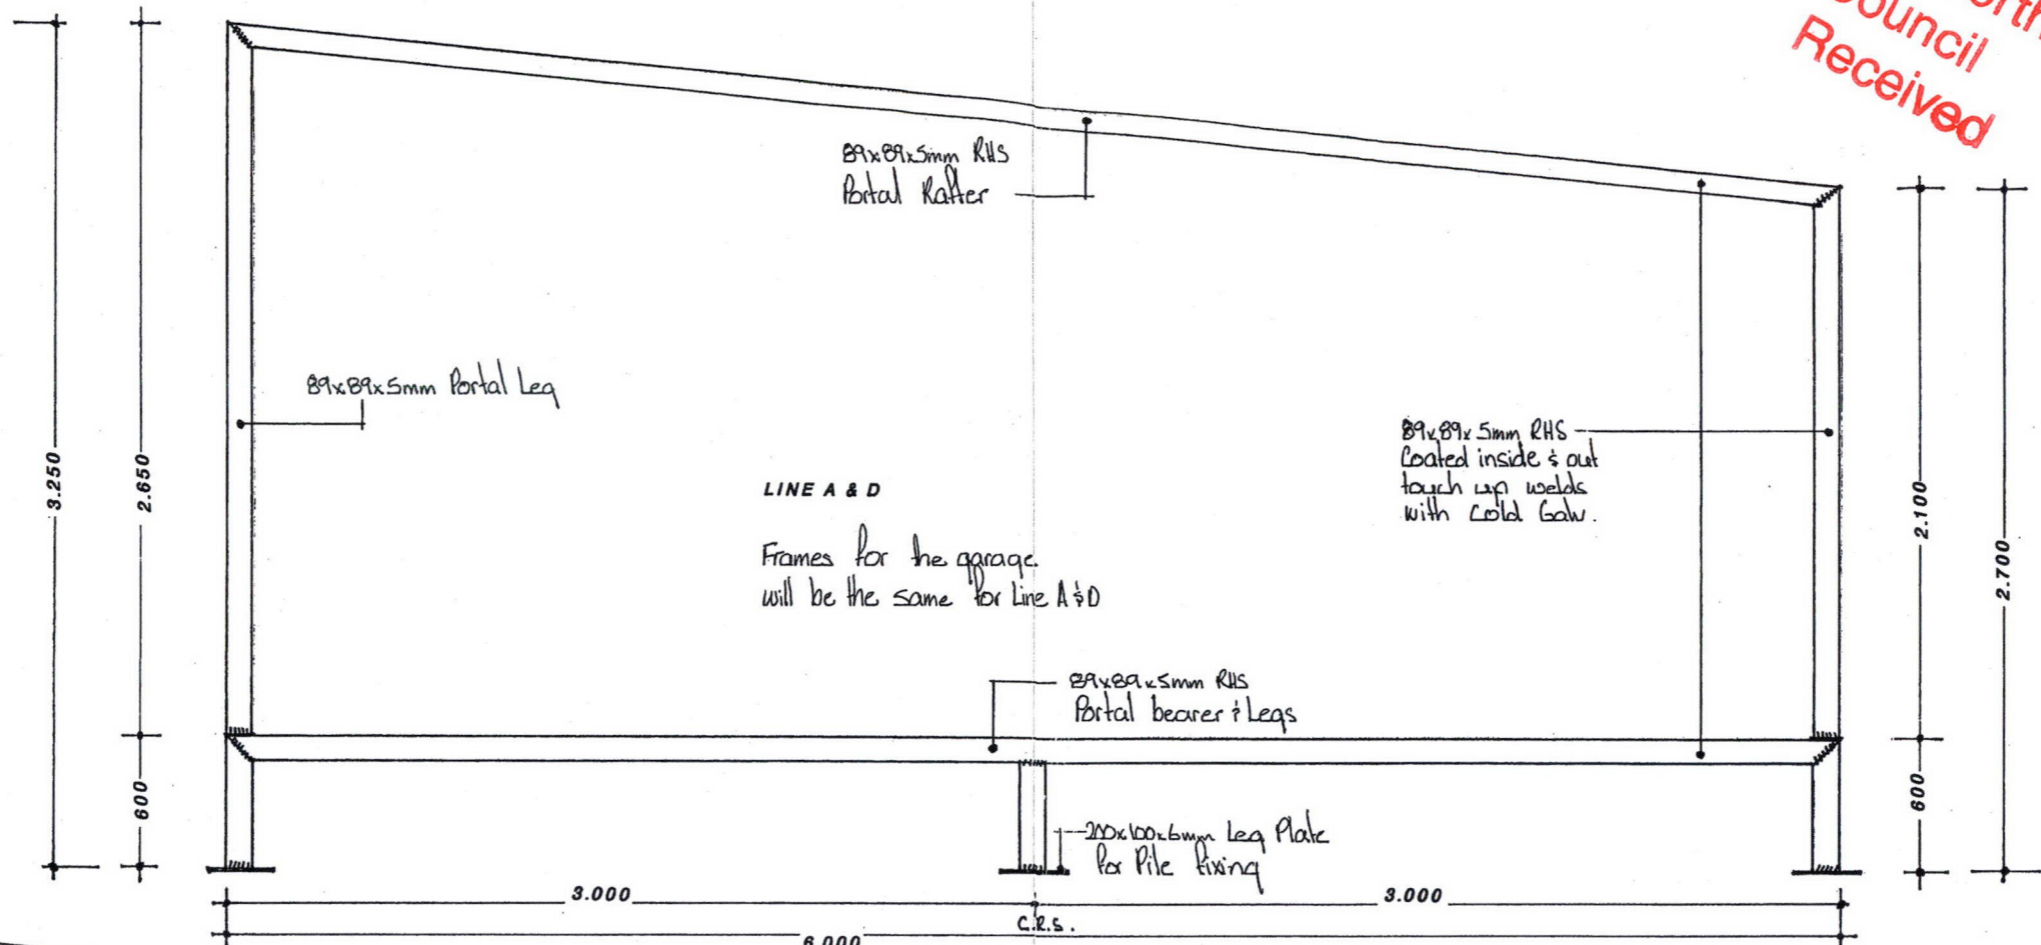 Council
Received
89x89x5mm RHS
Portal Rafter
89x89x5mm Portal Leg
3.250
2.650
LINE A & D
Frames for the garage
will be the same for Line A & D
89x89x5mm RHS
Coated inside & out
touch up welds
with Cold Galv.
2.100
2.700
89x89x5mm RHS
Portal bearer & Legs
600
600
200x100x6mm Leg Plate
for Pile fixing
3.000
3.000
C.R.S.
6.000